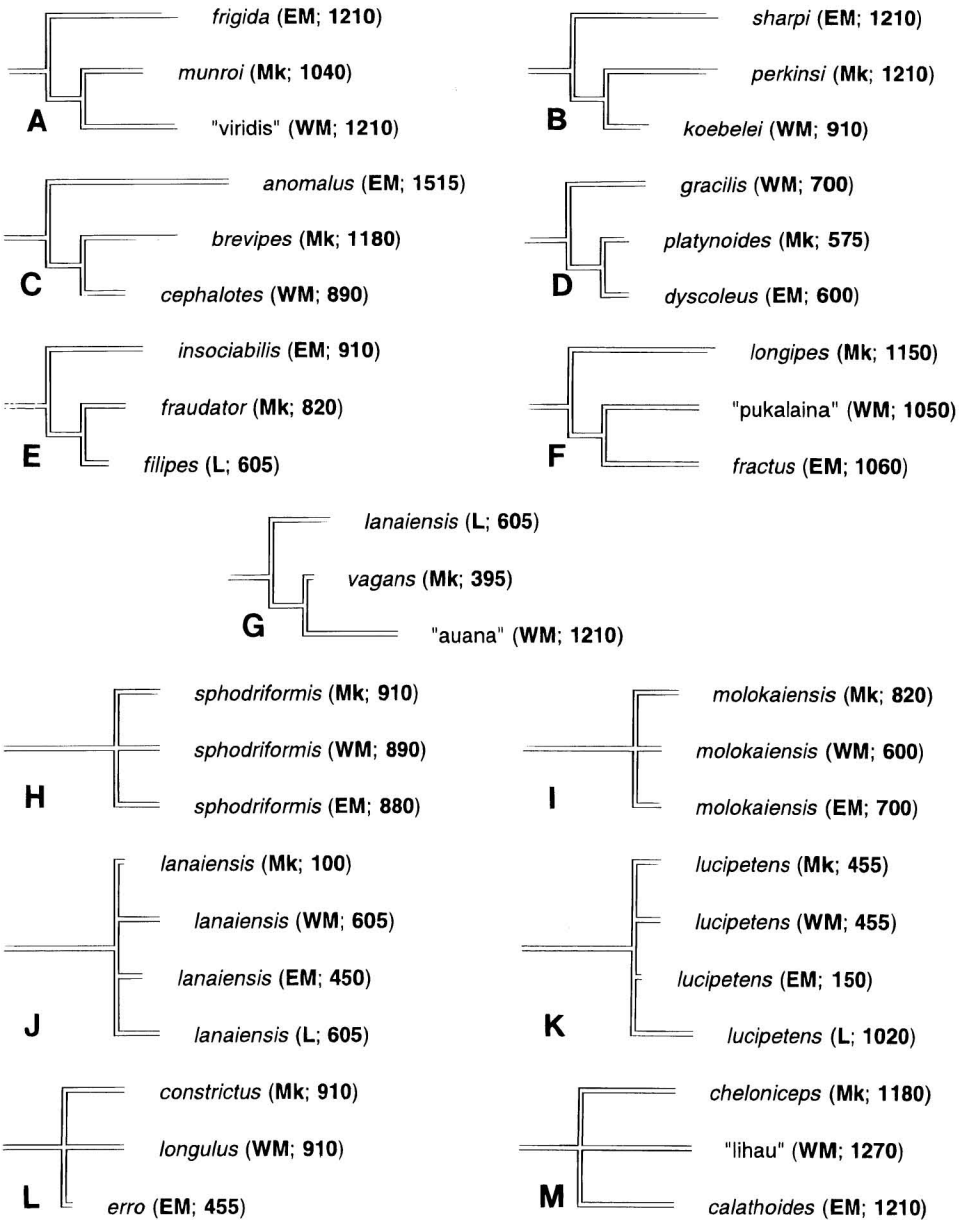 frigida (EM; 1210)
munroi (Mk; 1040)
"viridis" (WM; 1210)
A
sharpi (EM; 1210)
perkinsi (Mk; 1210)
koebelei (WM; 910)
B
anomalus (EM; 1515)
brevipes (Mk; 1180)
cephalotes (WM; 890)
C
gracilis (WM; 700)
platynoides (Mk; 575)
dyscoleus (EM; 600)
D
insociabilis (EM; 910)
fraudator (Mk; 820)
filipes (L; 605)
E
longipes (Mk; 1150)
"pukalaina" (WM; 1050)
fractus (EM; 1060)
F
lanaiensis (L; 605)
vagans (Mk; 395)
"auana" (WM; 1210)
G
sphodriformis (Mk; 910)
sphodriformis (WM; 890)
sphodriformis (EM; 880)
H
molokaiensis (Mk; 820)
molokaiensis (WM; 600)
molokaiensis (EM; 700)
I
lanaiensis (Mk; 100)
lanaiensis (WM; 605)
lanaiensis (EM; 450)
lanaiensis (L; 605)
J
lucipetens (Mk; 455)
lucipetens (WM; 455)
lucipetens (EM; 150)
lucipetens (L; 1020)
K
constrictus (Mk; 910)
longulus (WM; 910)
erro (EM; 455)
L
cheloniceps (Mk; 1180)
"lihau" (WM; 1270)
calathoides (EM; 1210)
M